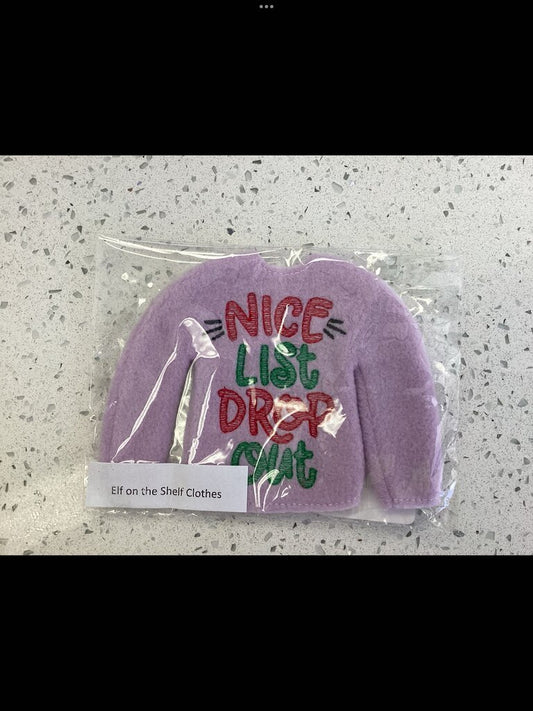 NICE
LISt
DROP
Out
Elf on the Shelf Clothes